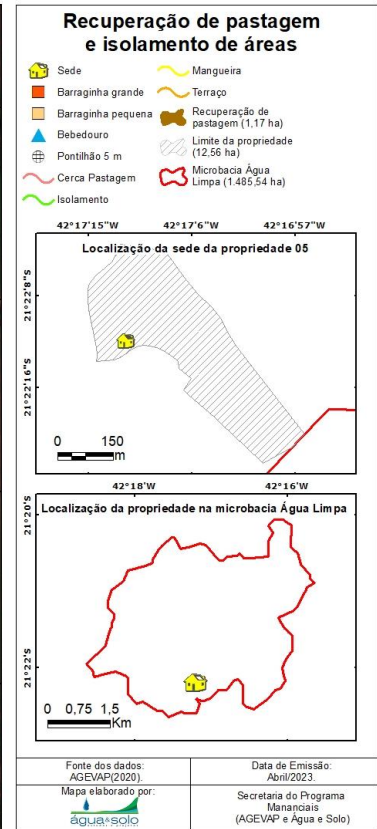 Recuperação de pastagem
e isolamento de áreas
Sede
Barraginha grande
Barraginha pequena
Bebedouro
Pontilhão 5 m
Cerca Pastagem
Isolamento
Mangueira
Terraço
Recuperação de
pastagem (1,17 ha)
Limite da propriedade
(12,56 ha)
Microbacia Água
Limpa (1.485,54 ha)
42°17'15"W 42°17'6"W 42°16'57"W
Localização da sede da propriedade 05
21°22'8"S
21°22'16"S
0 150
m
42°18'W 42°16'W
Localização da propriedade na microbacia Água Limpa
21°20'S
21°22'S
0 0,75 1,5
Km
Fonte dos dados:
AGEVAP(2020).
Data de Emissão:
Abril/2023.
Mapa elaborado por:
água&solo
Secretaria do Programa
Mananciais
(AGEVAP e Água e Solo)